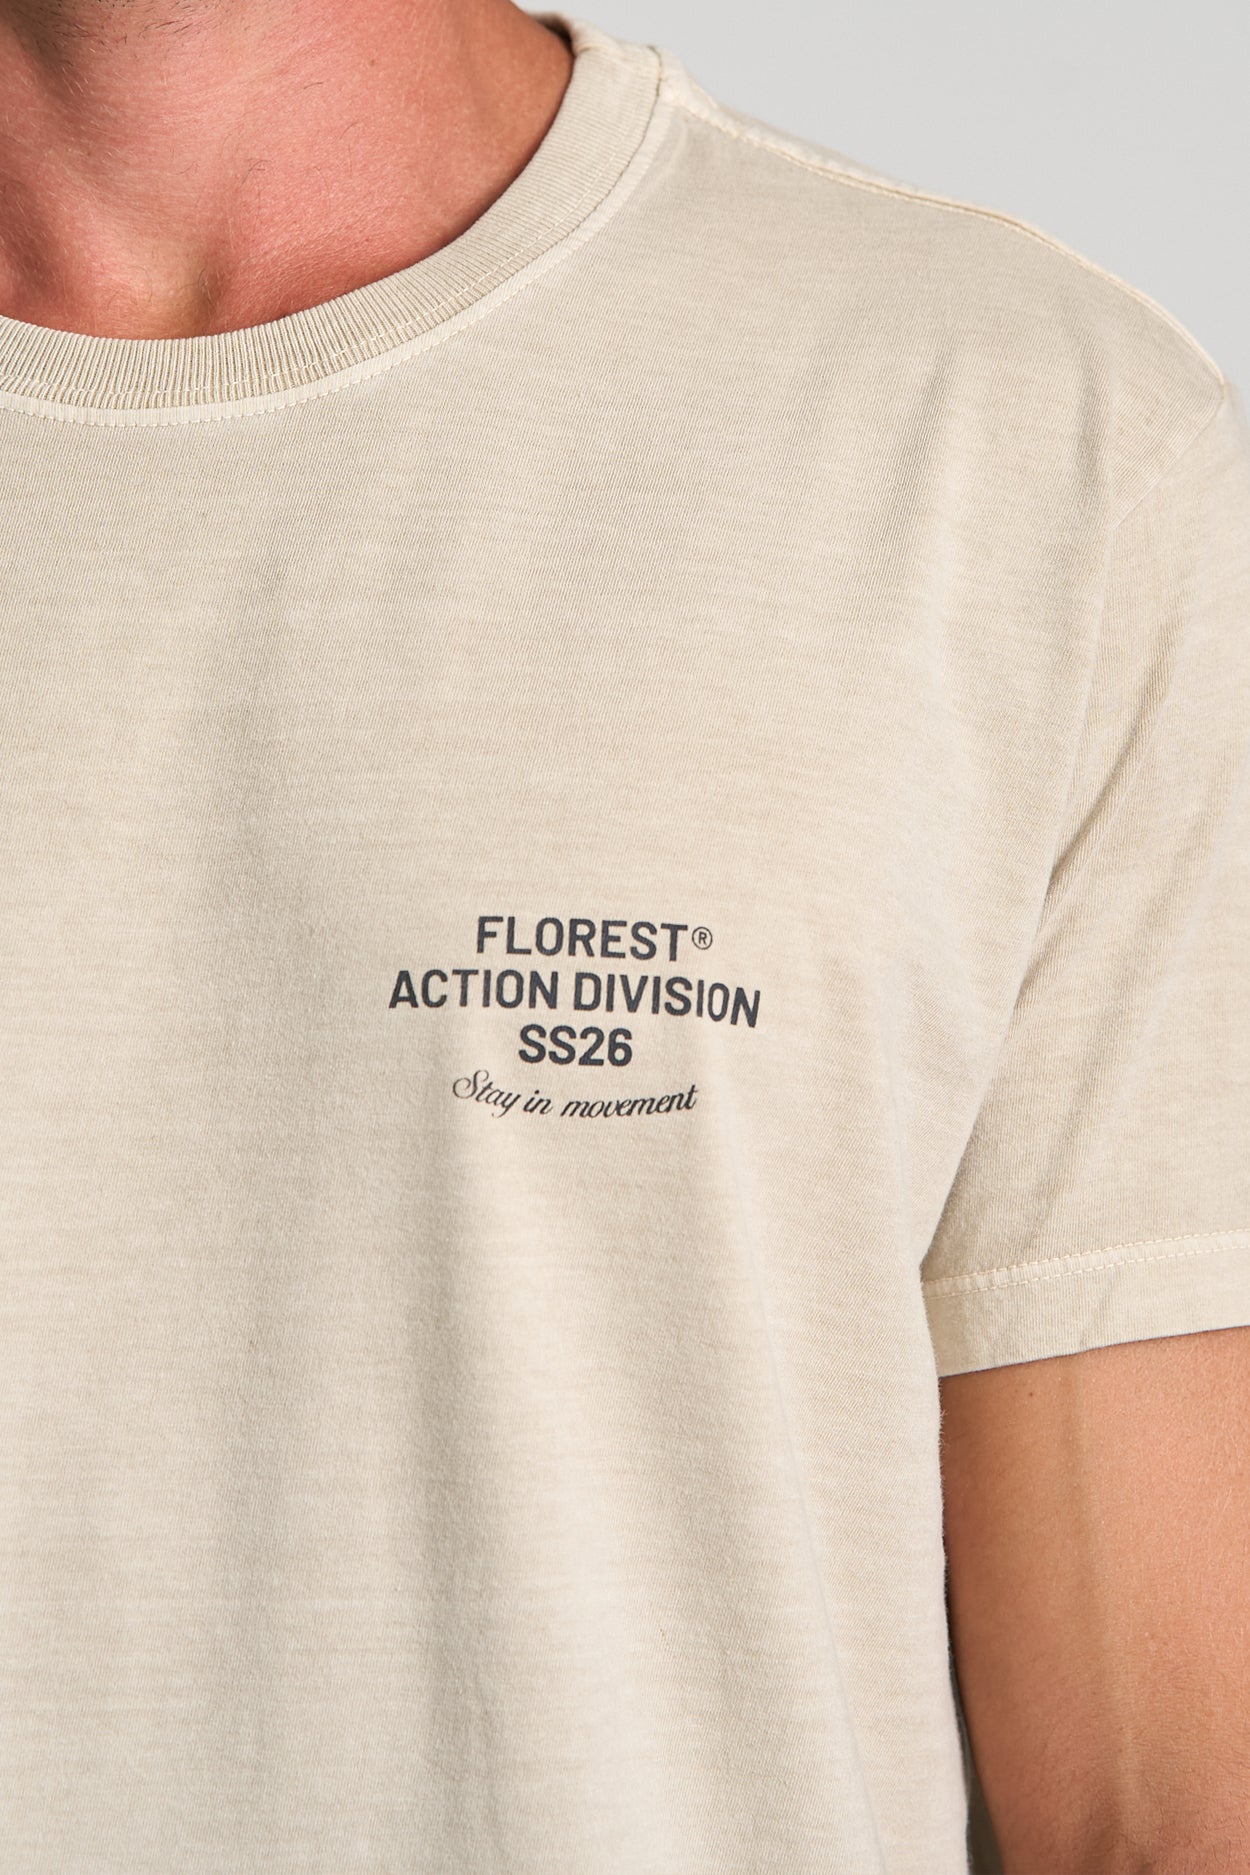 FLOREST®
ACTION DIVISION
SS26
Stay in movement